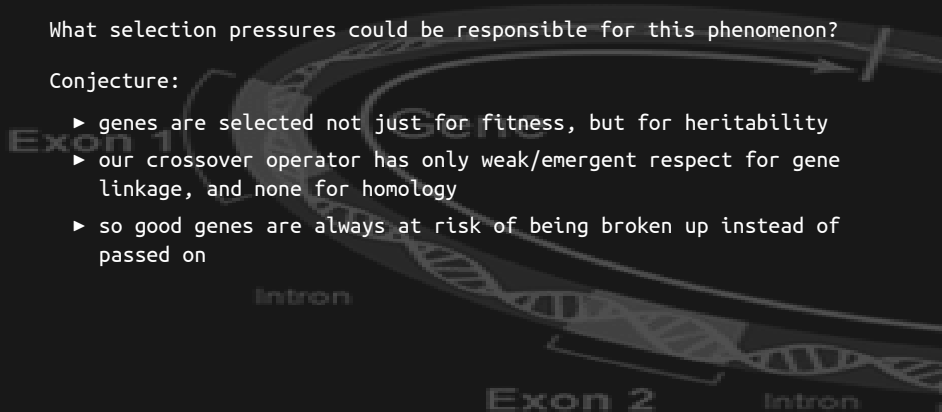 What selection pressures could be responsible for this phenomenon?
Conjecture:
► genes are selected not just for fitness, but for heritability
► our crossover operator has only weak/emergent respect for gene
linkage, and none for homology
► so good genes are always at risk of being broken up instead of
passed on
Gene
Exon 1
Intron
Exon 2
Intron